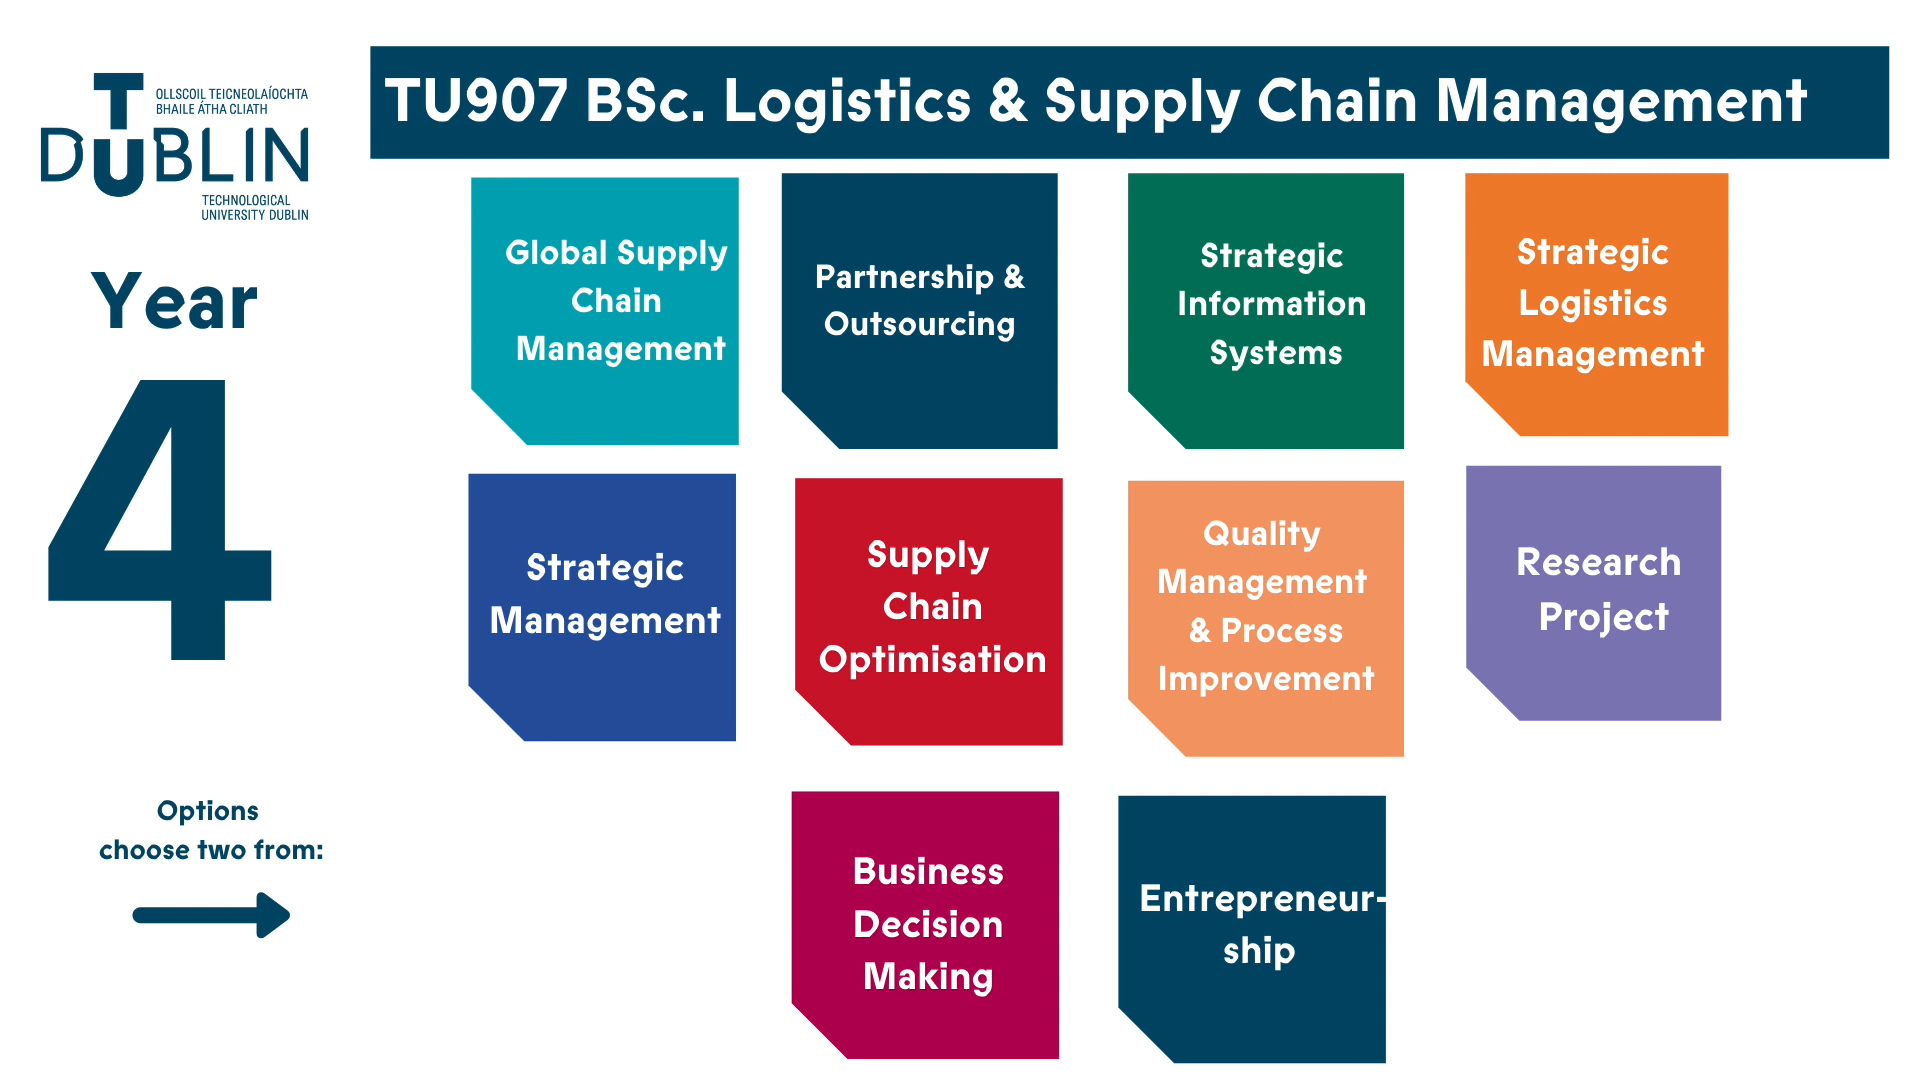 OLLSCOIL TEICNEOLAÍOCHTA
BHAILE ÁTHA CLIATH
TU DUBLIN
TECHNOLOGICAL
UNIVERSITY DUBLIN
TU907 BSc. Logistics & Supply Chain Management
Year
4
Global Supply
Chain
Management
Partnership &
Outsourcing
Strategic
Information
Systems
Strategic
Logistics
Management
Strategic
Management
Supply
Chain
Optimisation
Quality
Management
& Process
Improvement
Research
Project
Options
choose two from:
Business
Decision
Making
Entrepreneur-
ship